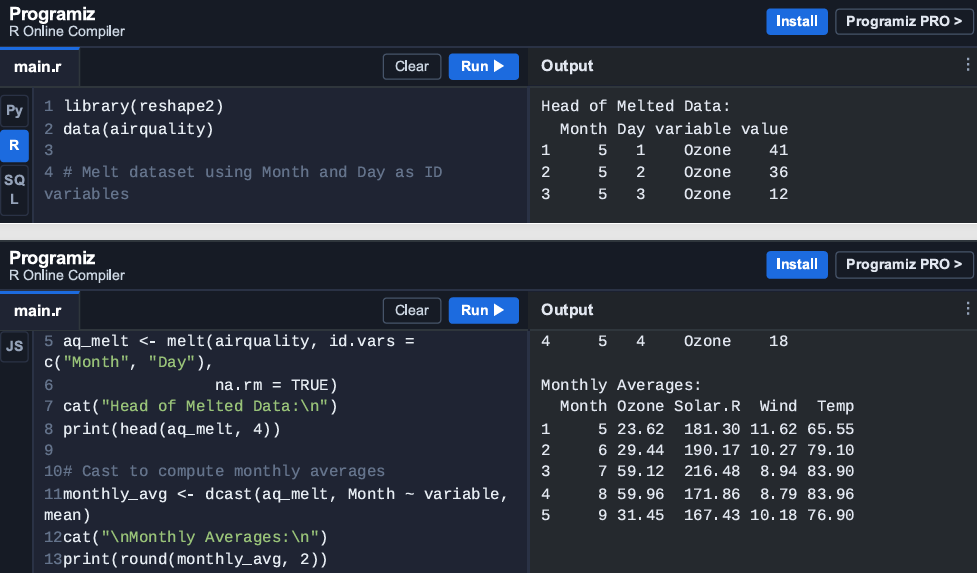 Programiz
R Online Compiler
Install
Programiz PRO >
main.r
Clear
Run
Output
Py
R
SQ
L
1 library(reshape2)
2 data(airquality)
3
4 # Melt dataset using Month and Day as ID
variables
Head of Melted Data:
  Month Day variable value
1     5   1    Ozone    41
2     5   2    Ozone    36
3     5   3    Ozone    12
Programiz
R Online Compiler
Install
Programiz PRO >
main.r
Clear
Run
Output
JS
5 aq_melt <- melt(airquality, id.vars =
c("Month", "Day"),
6                 na.rm = TRUE)
7 cat("Head of Melted Data:\n")
8 print(head(aq_melt, 4))
9
10# Cast to compute monthly averages
11monthly_avg <- dcast(aq_melt, Month ~ variable,
mean)
12cat("\nMonthly Averages:\n")
13print(round(monthly_avg, 2))
4     5   4    Ozone    18
Monthly Averages:
  Month Ozone Solar.R  Wind  Temp
1     5 23.62  181.30 11.62 65.55
2     6 29.44  190.17 10.27 79.10
3     7 59.12  216.48  8.94 83.90
4     8 59.96  171.86  8.79 83.96
5     9 31.45  167.43 10.18 76.90